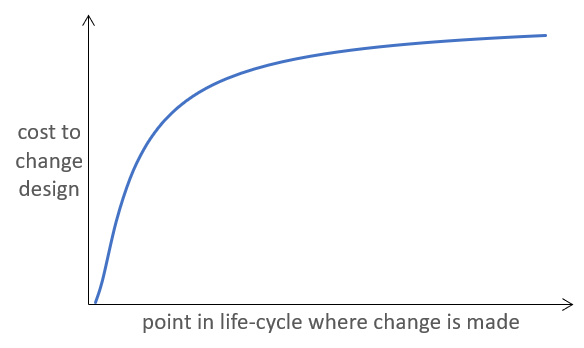 cost to
change
design
point in life-cycle where change is made